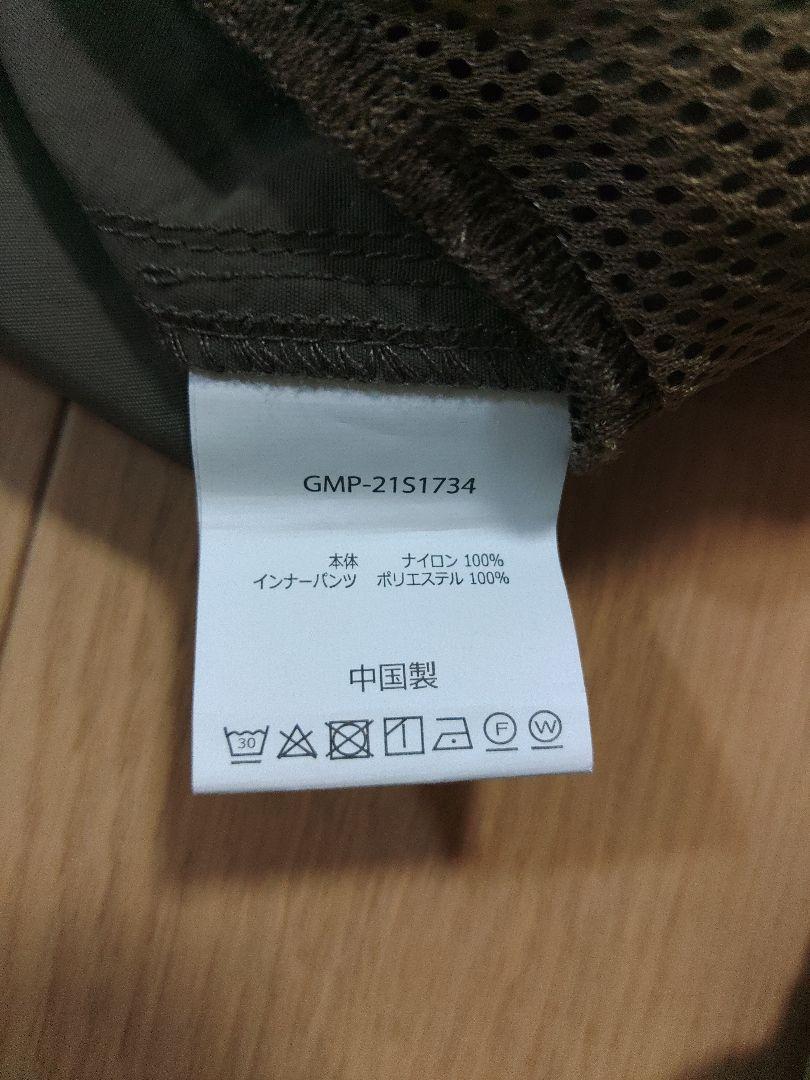 GMP-21S1734
本体 ナイロン 100%
インナーパンツ ポリエステル 100%
中国製
30 F W